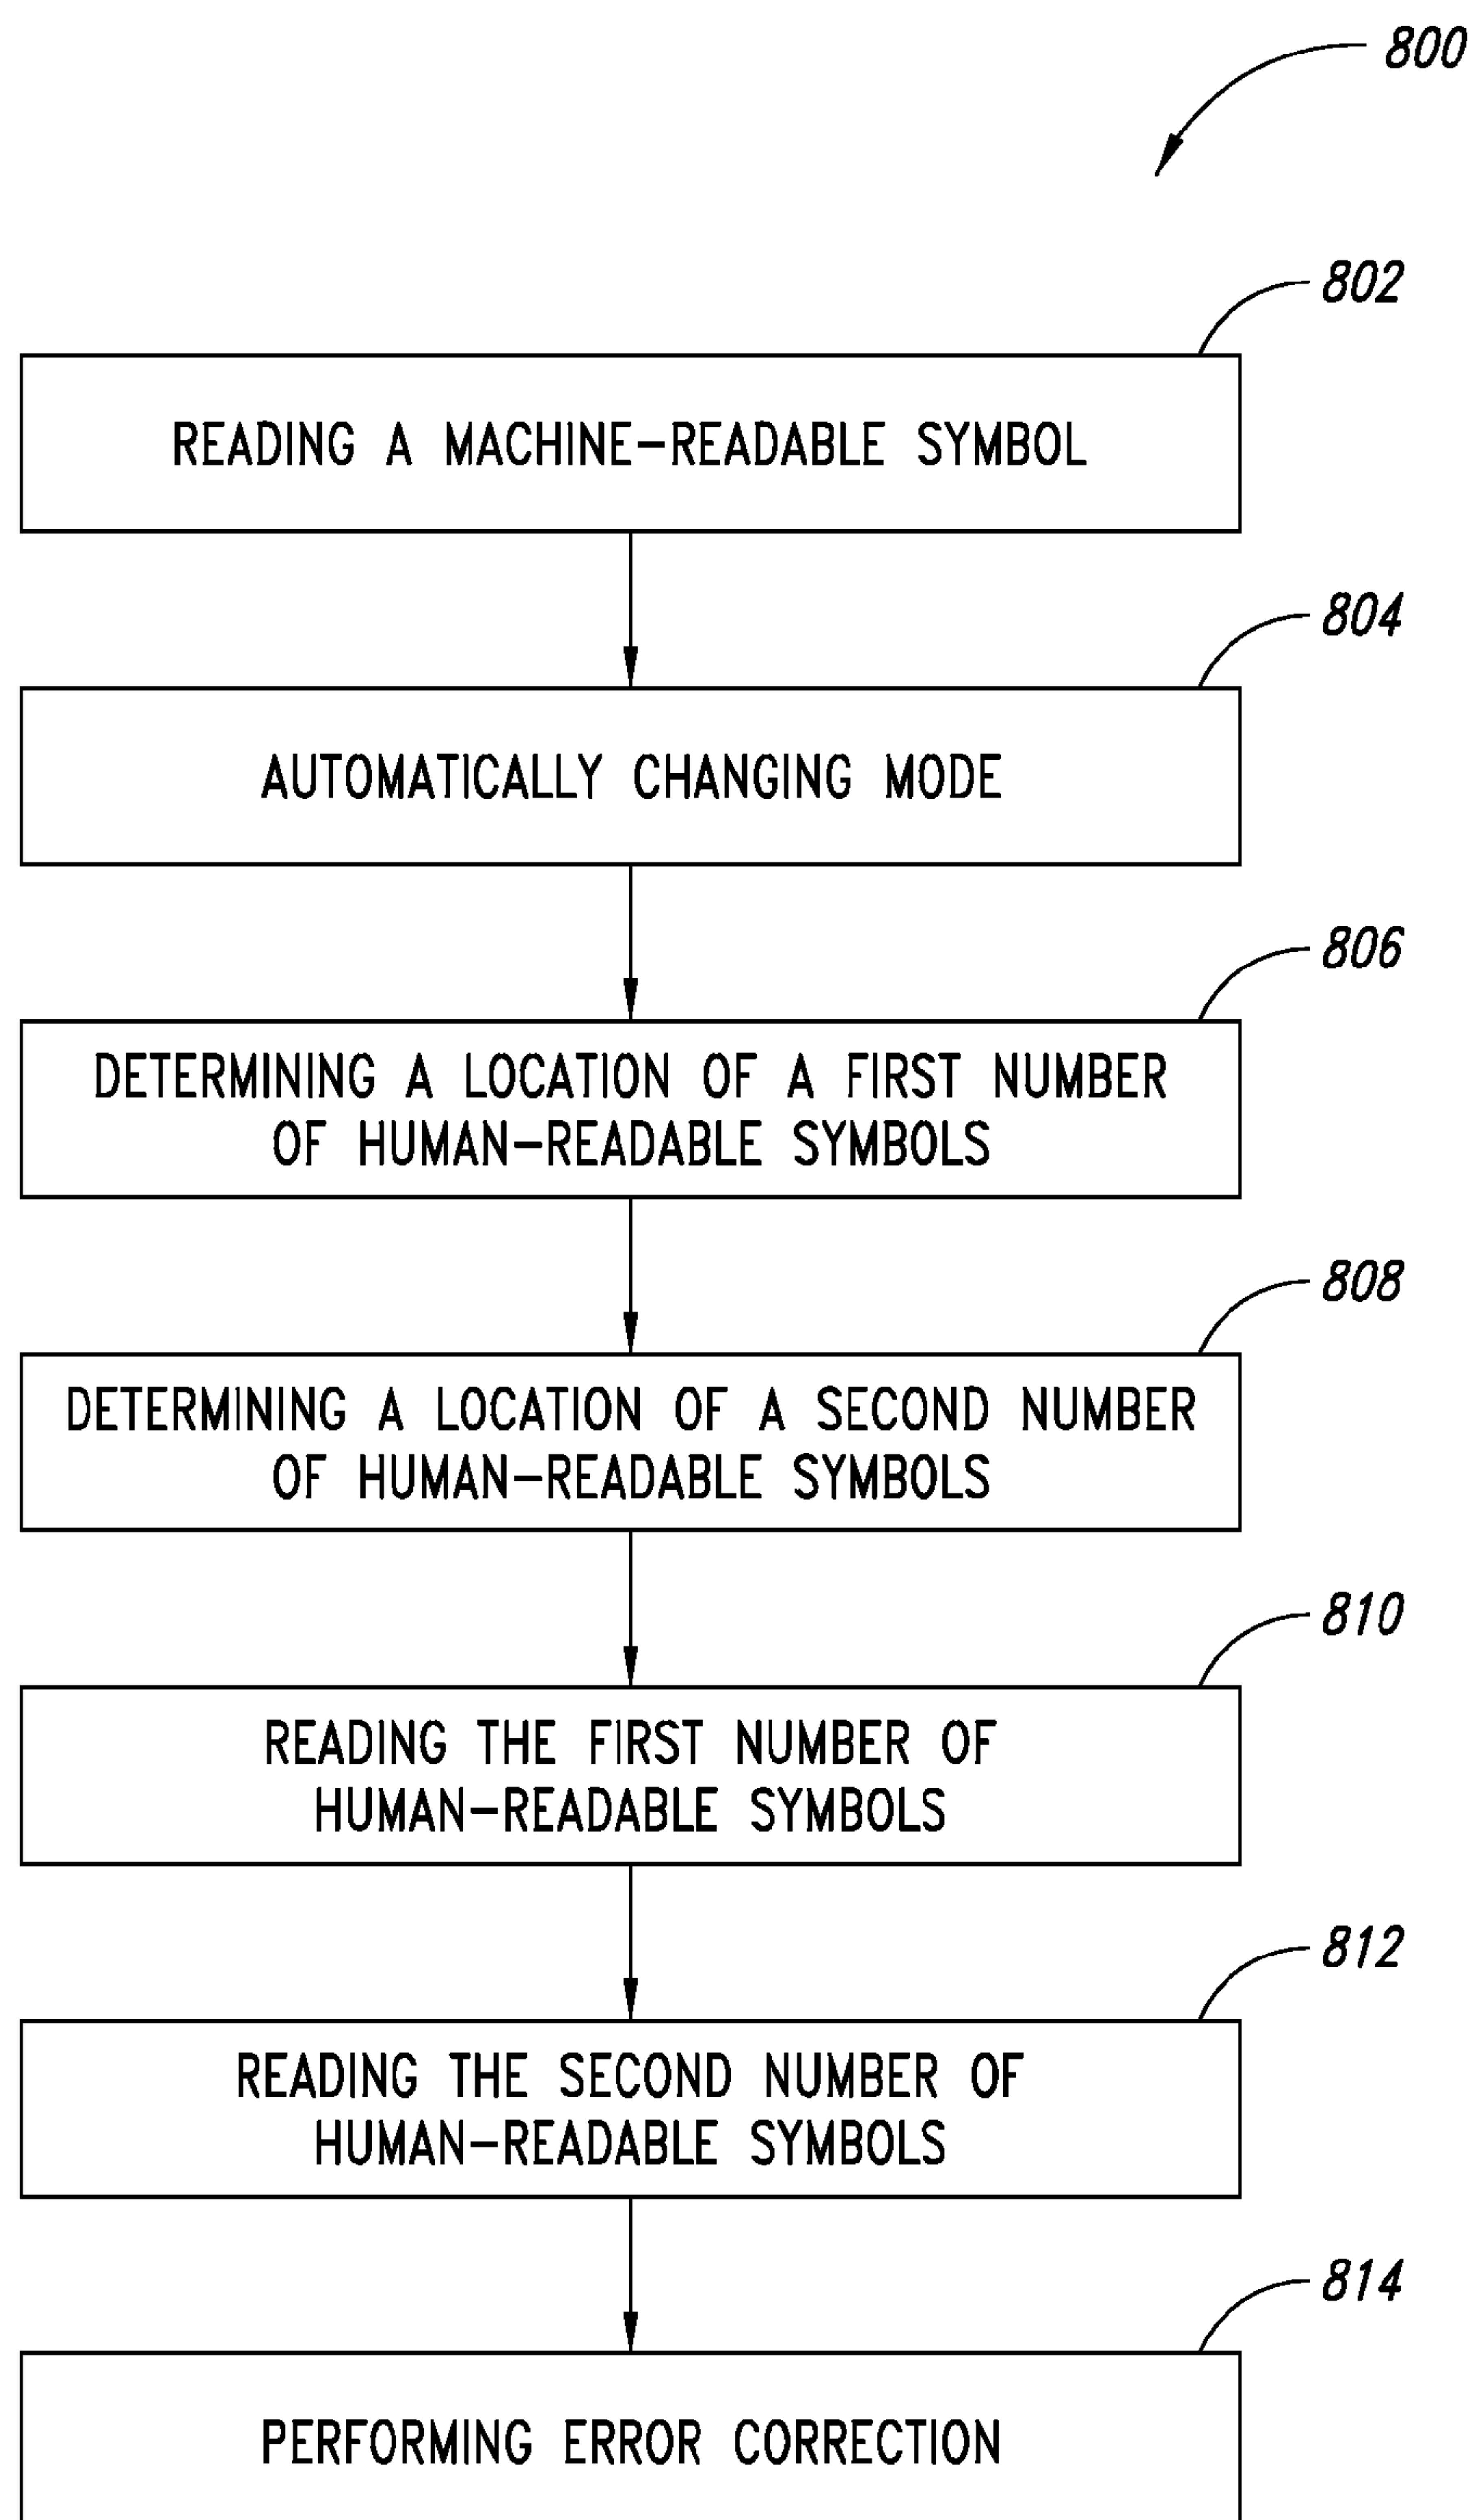 800
802
READING A MACHINE-READABLE SYMBOL
804
AUTOMATICALLY CHANGING MODE
806
DETERMINING A LOCATION OF A FIRST NUMBER
OF HUMAN-READABLE SYMBOLS
808
DETERMINING A LOCATION OF A SECOND NUMBER
OF HUMAN-READABLE SYMBOLS
810
READING THE FIRST NUMBER OF
HUMAN-READABLE SYMBOLS
812
READING THE SECOND NUMBER OF
HUMAN-READABLE SYMBOLS
814
PERFORMING ERROR CORRECTION